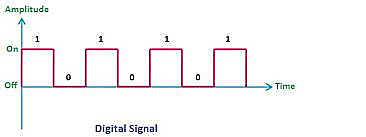 Amplitude
1 1 1 1
On
0 0 0
Off
Time
Digital Signal